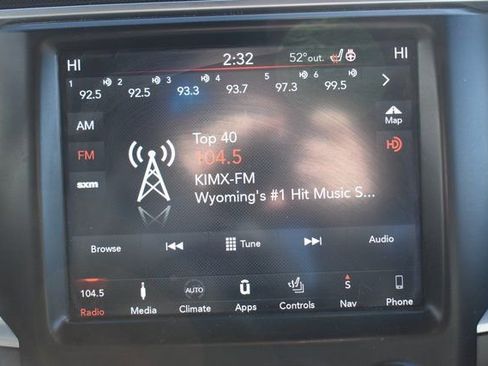 HI 2:32 52°out. HI
1 92.5 2 92.5 3 93.3 4 93.7 5 97.3 6 99.5
AM
FM
sxm
Top 40
104.5
KIMX-FM
Wyoming's #1 Hit Music S...
Map
HD
Browse Tune Audio
104.5 AUTO S
Radio Media Climate Apps Controls Nav Phone